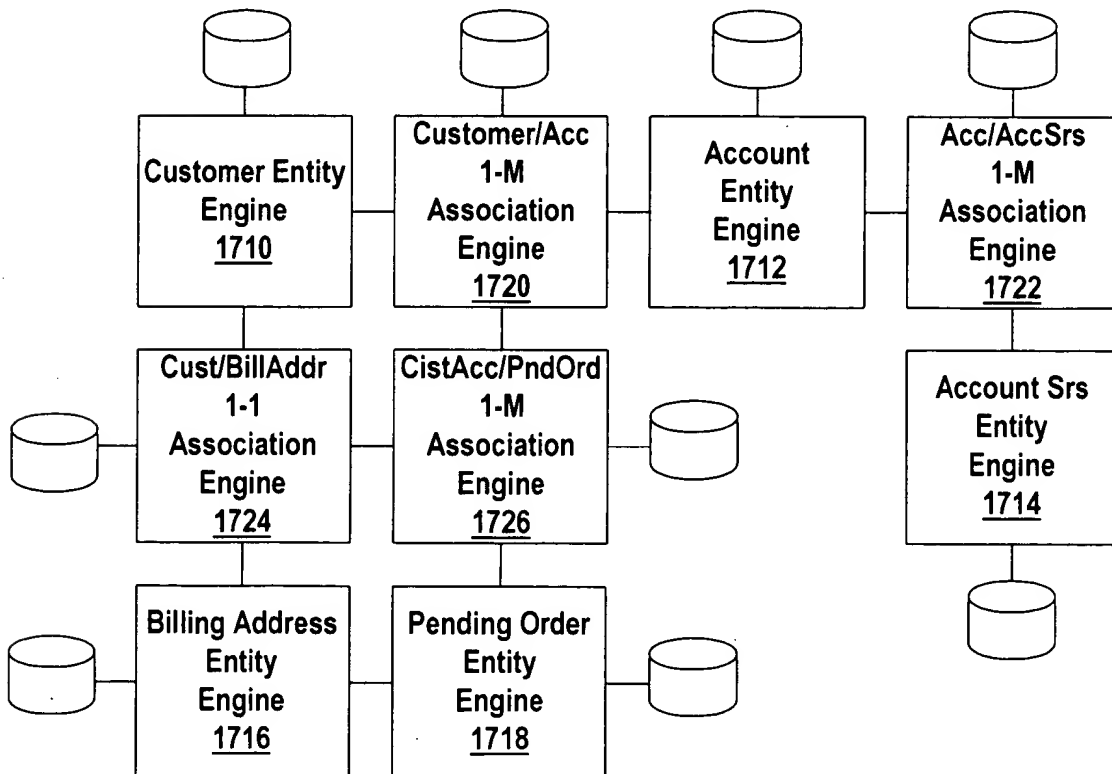 Customer Entity
Engine
1710
Customer/Acc
1-M
Association
Engine
1720
Account
Entity
Engine
1712
Acc/AccSrs
1-M
Association
Engine
1722
Cust/BillAddr
1-1
Association
Engine
1724
CistAcc/PndOrd
1-M
Association
Engine
1726
Account Srs
Entity
Engine
1714
Billing Address
Entity
Engine
1716
Pending Order
Entity
Engine
1718